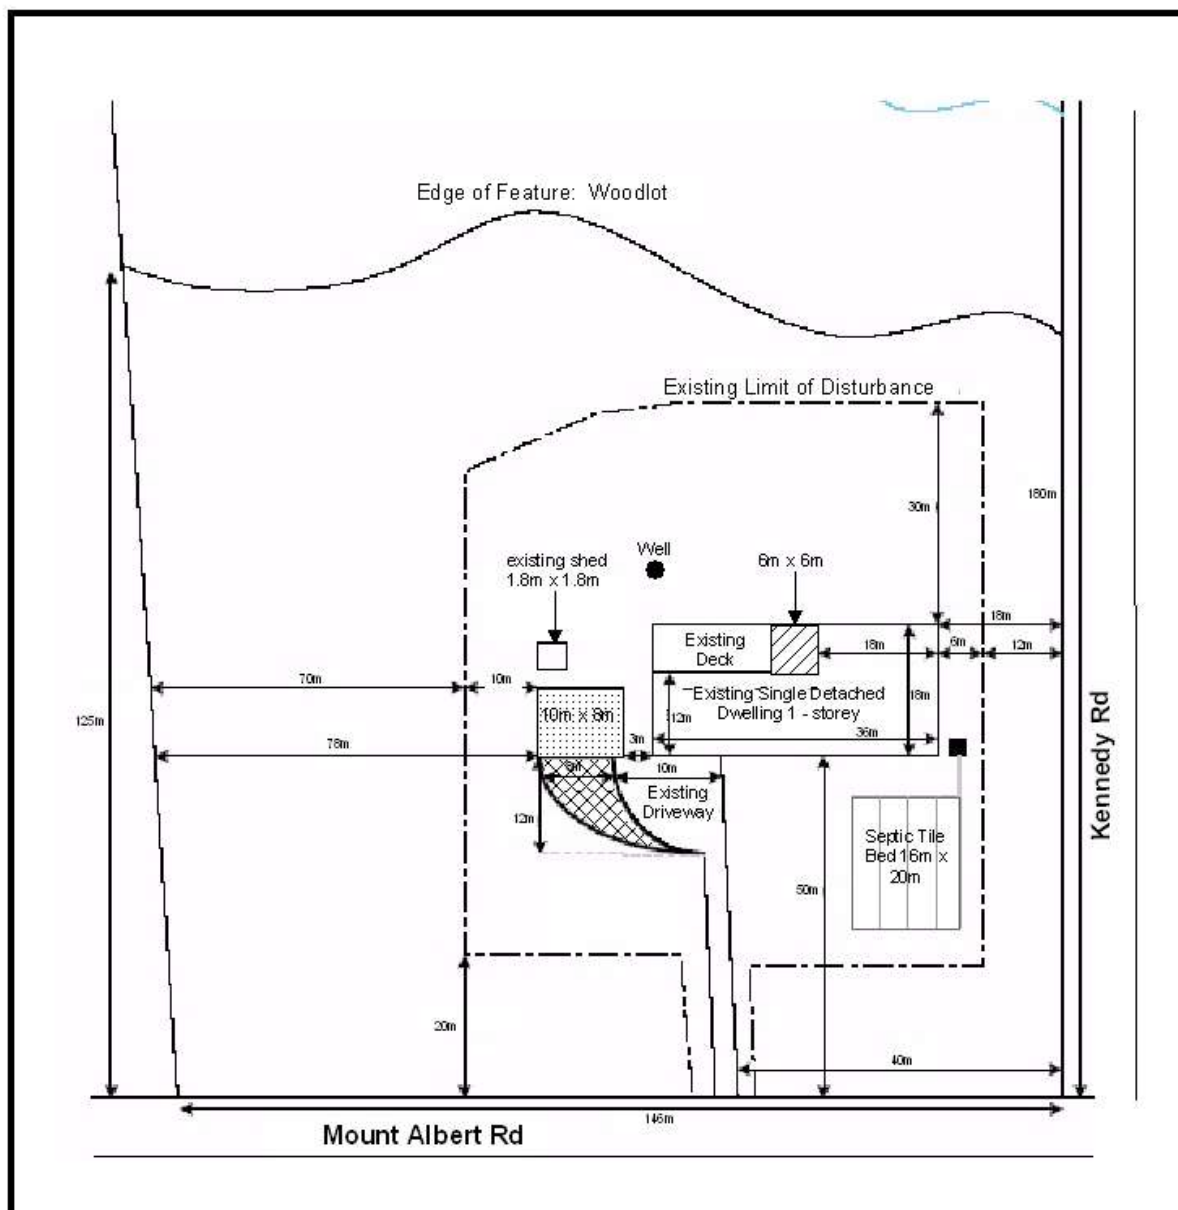 Edge of Feature: Woodlot
Existing Limit of Disturbance
180m
30m
existing shed
1.8m x 1.8m
Well
6m x 6m
18m
Existing
Deck
18m
6m
12m
70m
10m
Existing Single Detached
Dwelling 1 - storey
18m
125m
10m x 8m
12m
36m
78m
3m
10m
Existing
Driveway
12m
Septic Tile
Bed 16m x
20m
50m
Kennedy Rd
20m
40m
146m
Mount Albert Rd